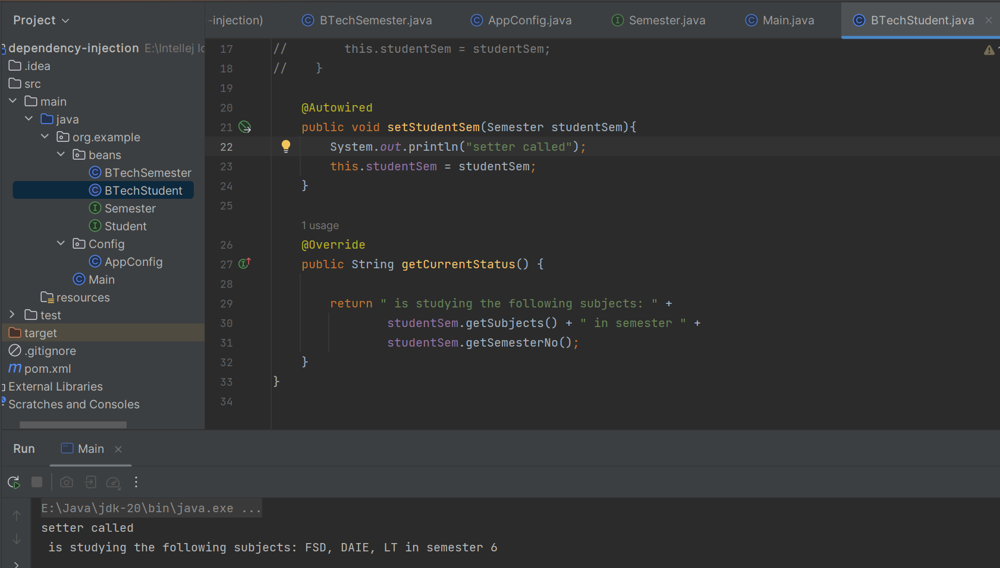 Project
-injection)
BTechSemester.java
AppConfig.java
Semester.java
Main.java
BTechStudent.java
dependency-injection E:\Intellej Ic
.idea
src
main
java
org.example
beans
BTechSemester
BTechStudent
Semester
Student
Config
AppConfig
Main
resources
test
target
.gitignore
pom.xml
External Libraries
Scratches and Consoles
17 // this.studentSem = studentSem;
18 // }
19
20 @Autowired
21 public void setStudentSem(Semester studentSem){
22 System.out.println("setter called");
23 this.studentSem = studentSem;
24 }
25
1 usage
26 @Override
27 public String getCurrentStatus() {
28
29 return " is studying the following subjects: " +
30 studentSem.getSubjects() + " in semester " +
31 studentSem.getSemesterNo();
32 }
33 }
34
Run
Main
E:\Java\jdk-20\bin\java.exe ...
setter called
is studying the following subjects: FSD, DAIE, LT in semester 6